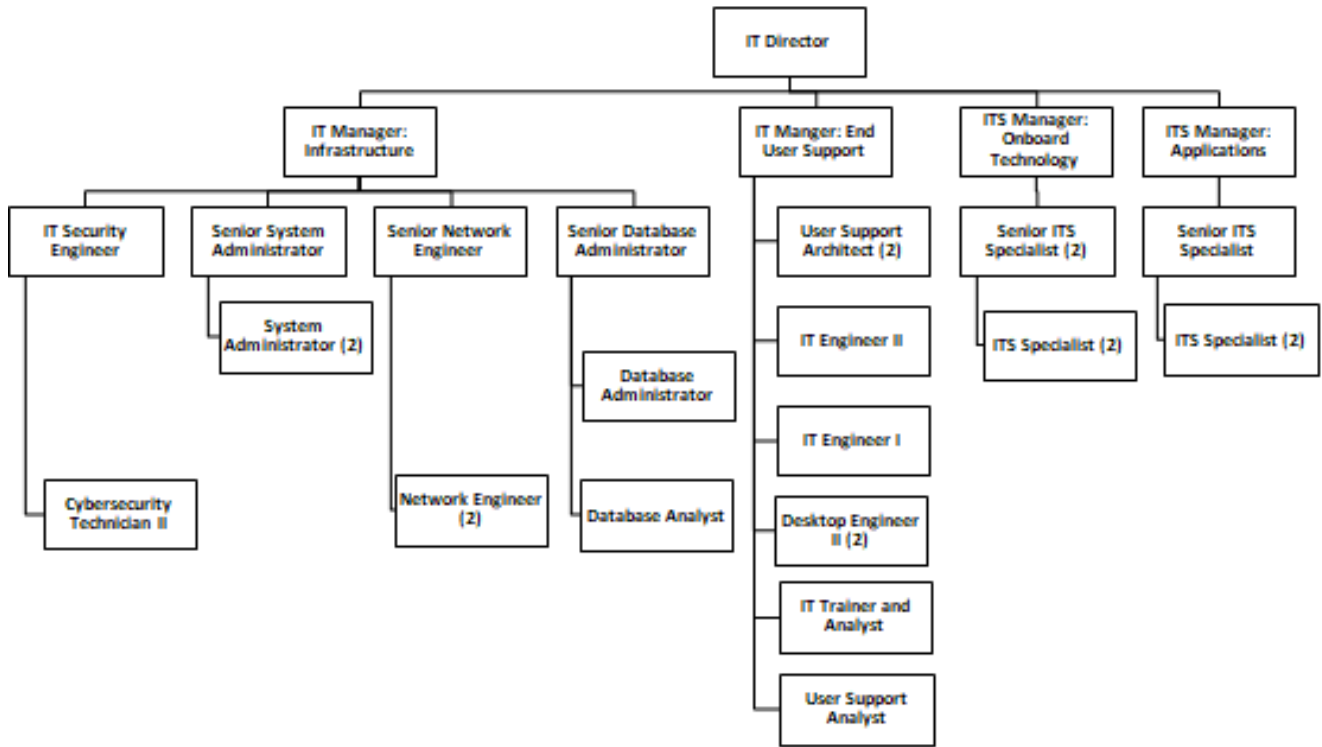 IT Director
IT Manager:
Infrastructure
IT Manger: End
User Support
ITS Manager:
Onboard
Technology
ITS Manager:
Applications
IT Security
Engineer
Senior System
Administrator
Senior Network
Engineer
Senior Database
Administrator
User Support
Architect (2)
Senior ITS
Specialist (2)
Senior ITS
Specialist
System
Administrator (2)
IT Engineer II
ITS Specialist (2)
ITS Specialist (2)
Database
Administrator
IT Engineer I
Cybersecurity
Technician II
Network Engineer
(2)
Database Analyst
Desktop Engineer
II (2)
IT Trainer and
Analyst
User Support
Analyst